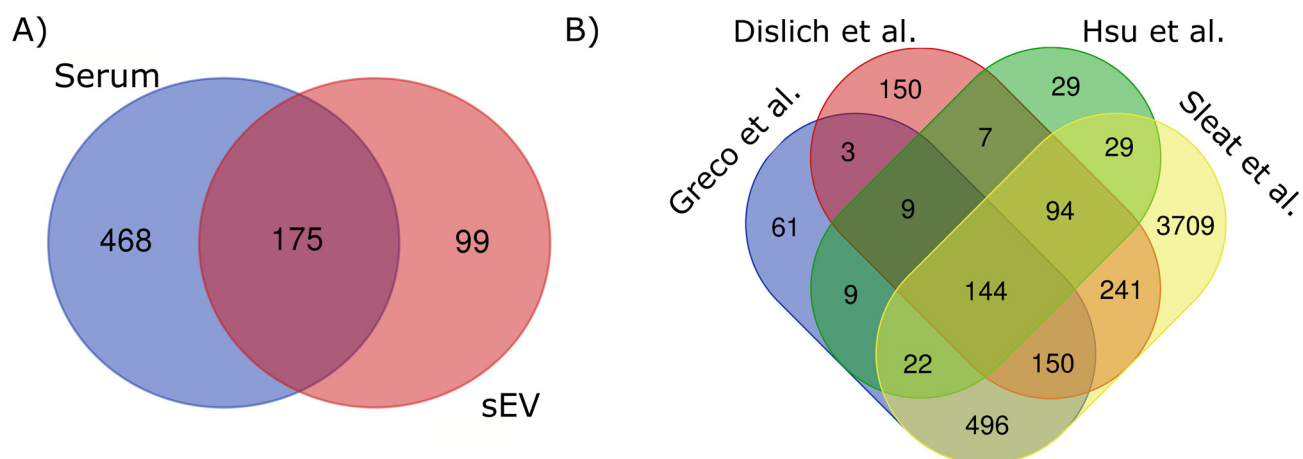 A)
Serum
468
175
99
sEV
B)
Dislich et al.
Hsu et al.
Greco et al.
Sleat et al.
150
29
3
7
29
61
9
94
3709
9
144
241
22
150
496